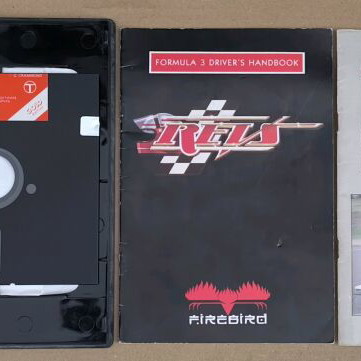 FORMULA 3 DRIVER'S HANDBOOK
REVS
FIREBIRD